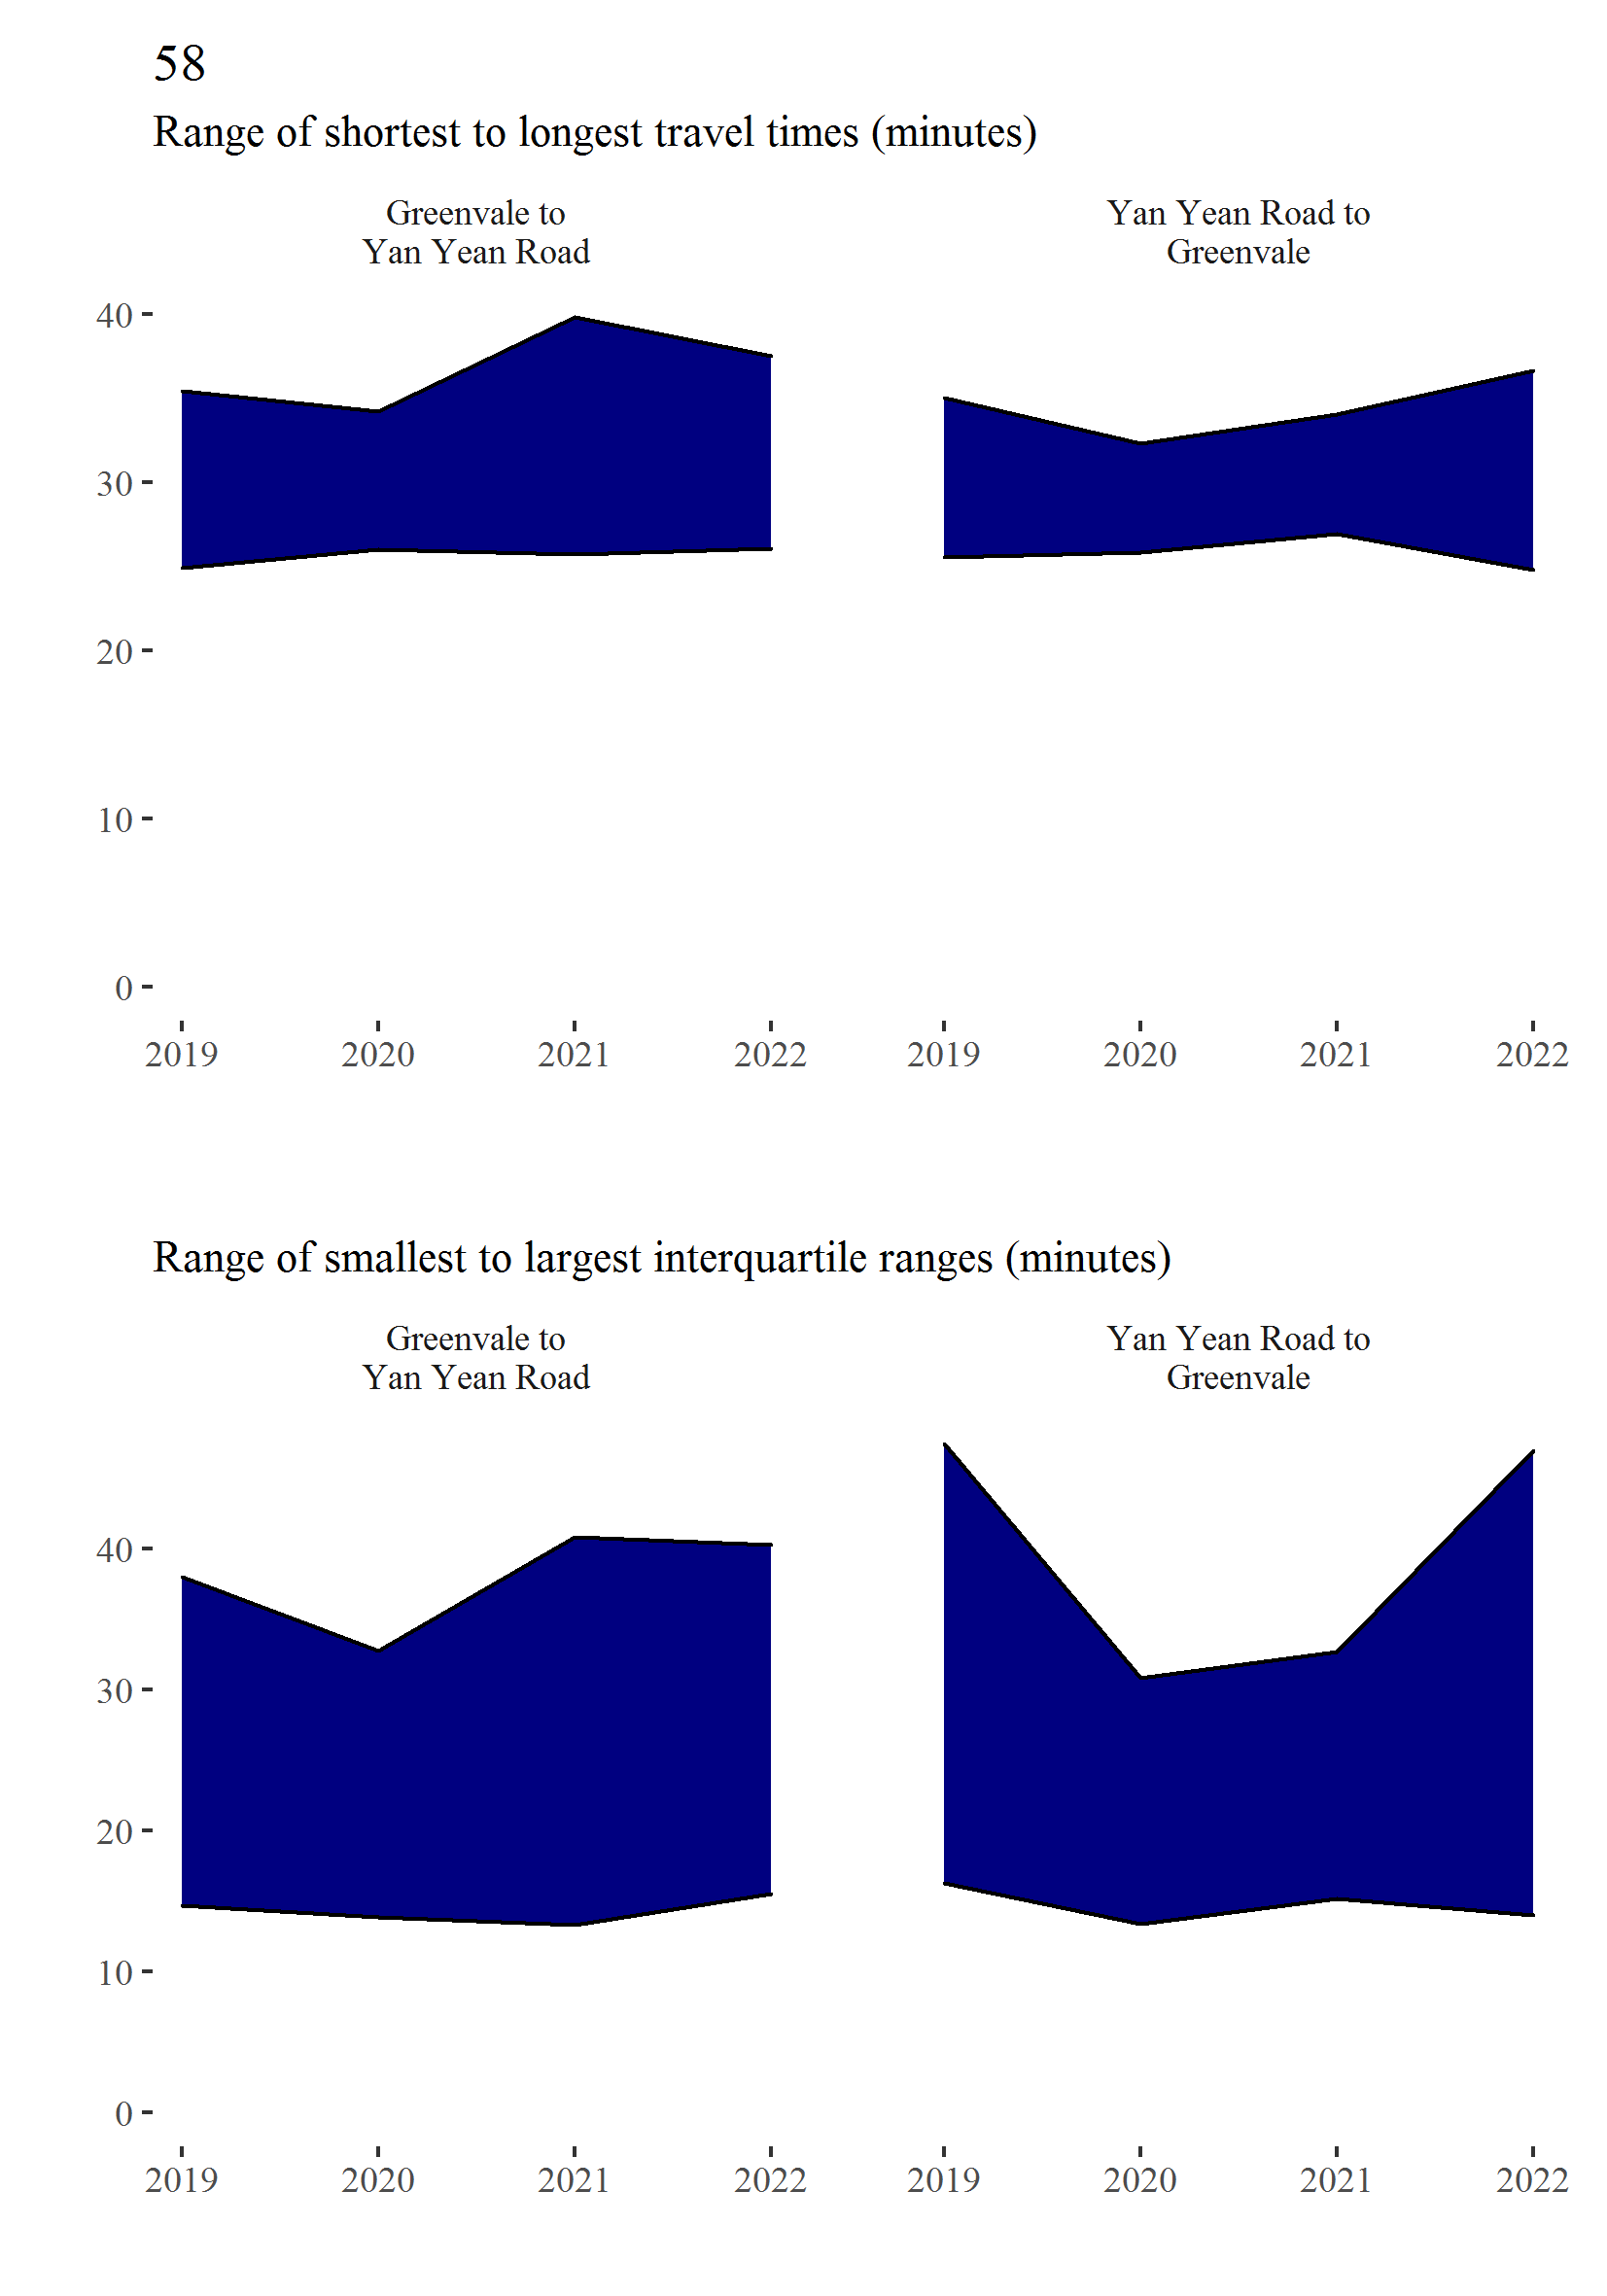 58
Range of shortest to longest travel times (minutes)
Greenvale to
Yan Yean Road
Yan Yean Road to
Greenvale
40
30
20
10
0
2019 2020 2021 2022 2019 2020 2021 2022
Range of smallest to largest interquartile ranges (minutes)
Greenvale to
Yan Yean Road
Yan Yean Road to
Greenvale
40
30
20
10
0
2019 2020 2021 2022 2019 2020 2021 2022